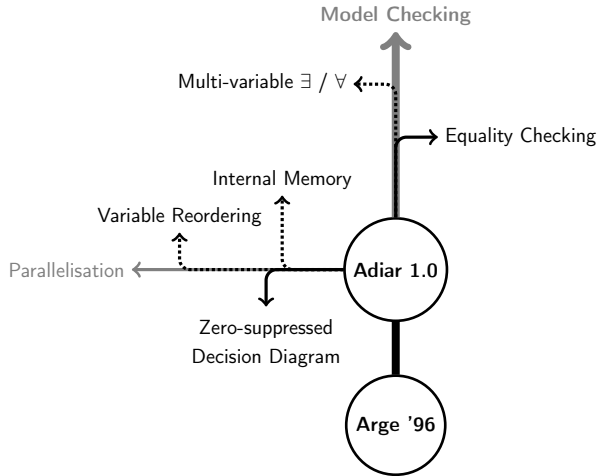 Model Checking
Multi-variable ∃ / ∀
Equality Checking
Internal Memory
Variable Reordering
Parallelisation
Adiar 1.0
Zero-suppressed
Decision Diagram
Arge '96